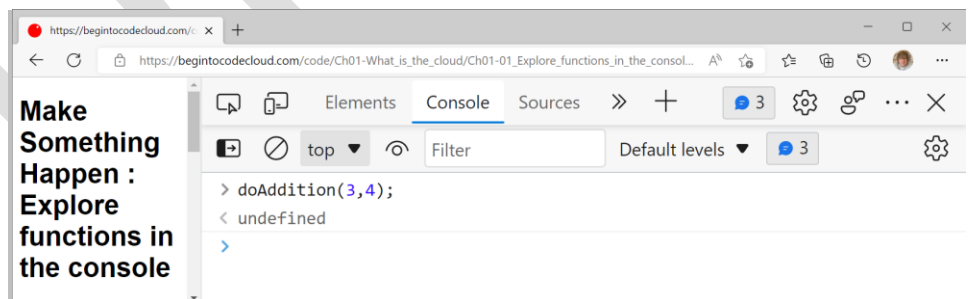 https://begintocodecloud.com/c
https://begintocodecloud.com/code/Ch01-What_is_the_cloud/Ch01-01_Explore_functions_in_the_consol...
Make
Something
Happen :
Explore
functions in
the console
Elements Console Sources 3
top Filter Default levels 3
> doAddition(3,4);
< undefined
>